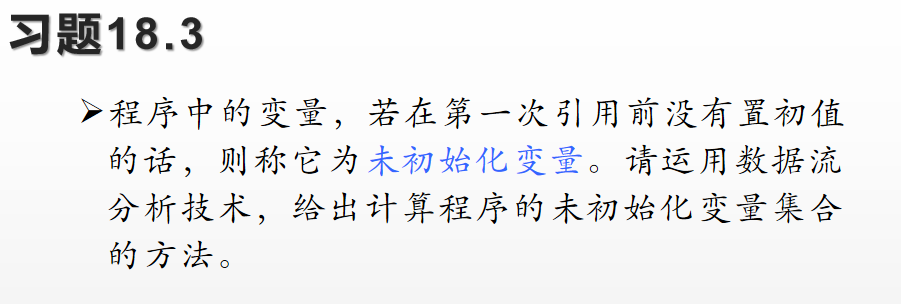 习题18.3
➢程序中的变量，若在第一次引用前没有置初值
的话，则称它为未初始化变量。请运用数据流
分析技术，给出计算程序的未初始化变量集合
的方法。